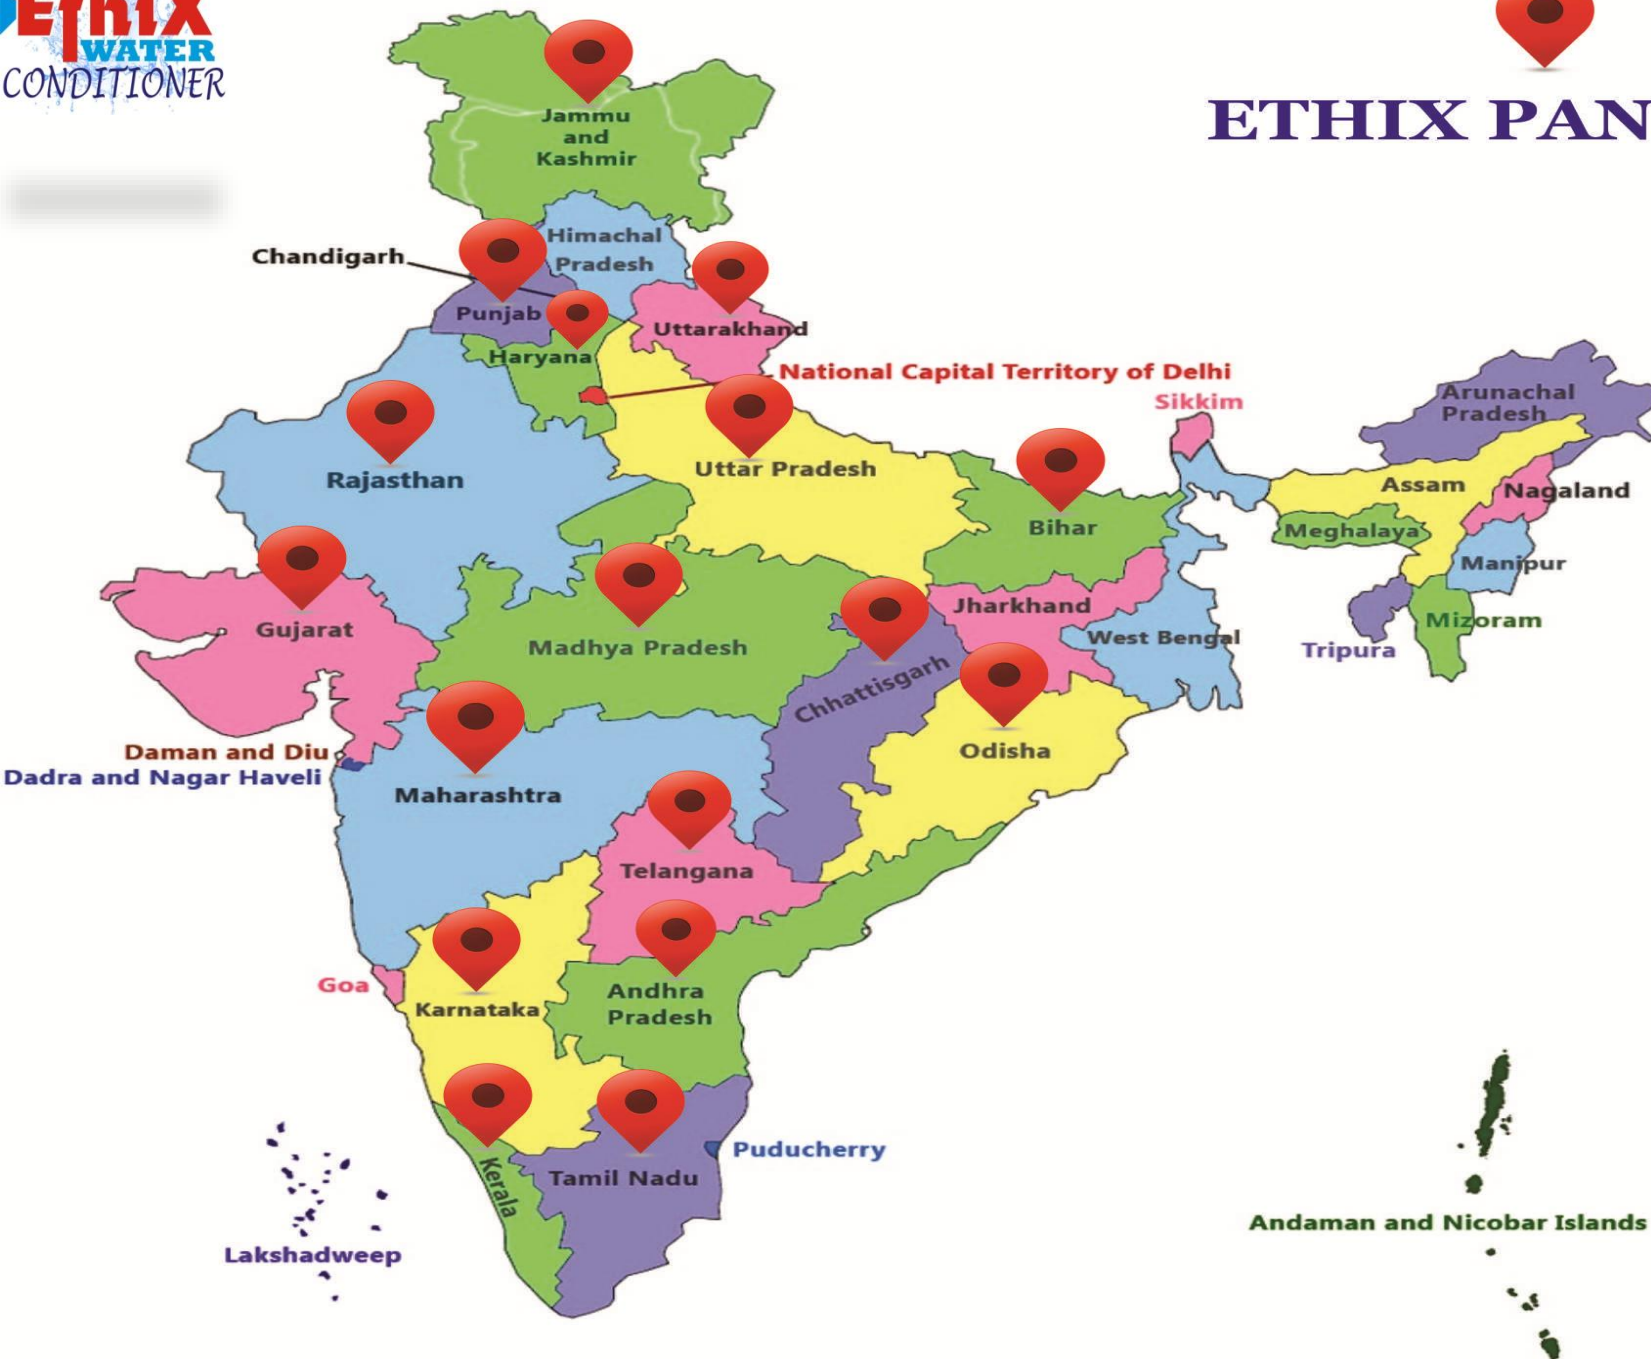 Ethix
WATER
CONDITIONER
ETHIX PAN
Jammu
and
Kashmir
Himachal
Pradesh
Chandigarh
Punjab
Uttarakhand
Haryana
National Capital Territory of Delhi
Sikkim
Arunachal
Pradesh
Rajasthan
Uttar Pradesh
Assam
Nagaland
Bihar
Meghalaya
Manipur
Jharkhand
Gujarat
Mizoram
Madhya Pradesh
West Bengal
Tripura
Chhattisgarh
Daman and Diu
Odisha
Dadra and Nagar Haveli
Maharashtra
Telangana
Goa
Andhra
Pradesh
Karnataka
Puducherry
Tamil Nadu
Kerala
Andaman and Nicobar Islands
Lakshadweep